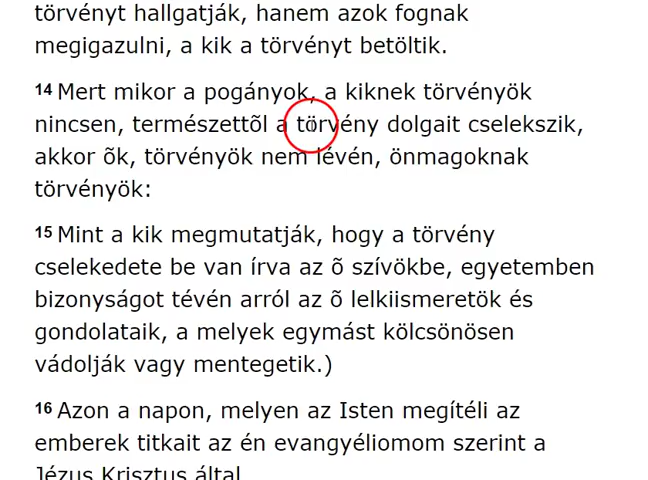 törvényt hallgatják, hanem azok fognak
megigazulni, a kik a törvényt betöltik.
14 Mert mikor a pogányok, a kiknek törvényök
nincsen, természettõl a törvény dolgait cselekszik,
akkor õk, törvényök nem lévén, önmagoknak
törvényök:
15 Mint a kik megmutatják, hogy a törvény
cselekedete be van írva az õ szívökbe, egyetemben
bizonyságot tévén arról az õ lelkiismeretök és
gondolataik, a melyek egymást kölcsönösen
vádolják vagy mentegetik.)
16 Azon a napon, melyen az Isten megítéli az
emberek titkait az én evangyéliomom szerint a
Jézus Krisztus által